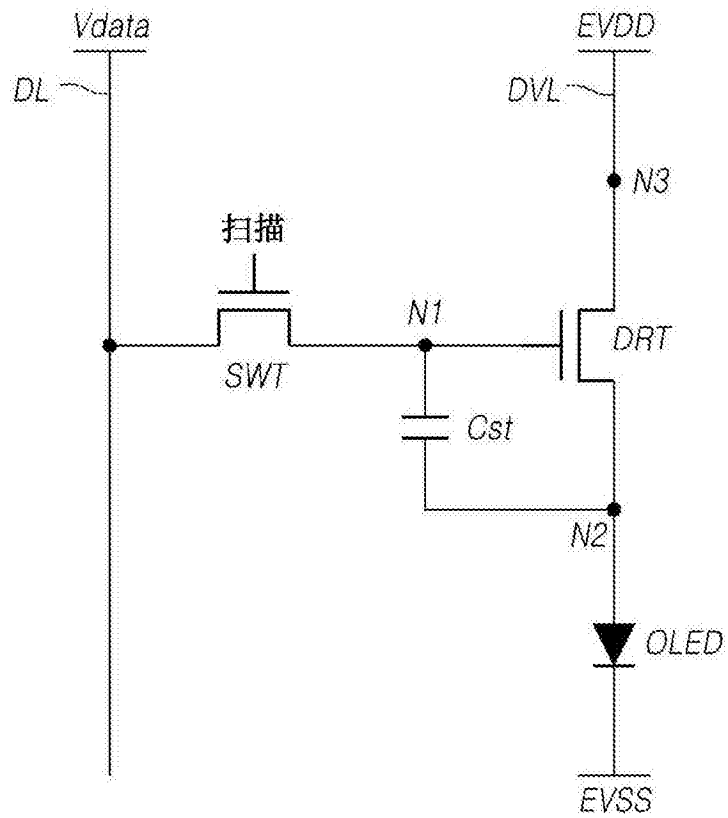 Vdata
EVDD
DL
DVL
N3
扫描
N1
DRT
SWT
Cst
N2
OLED
EVSS